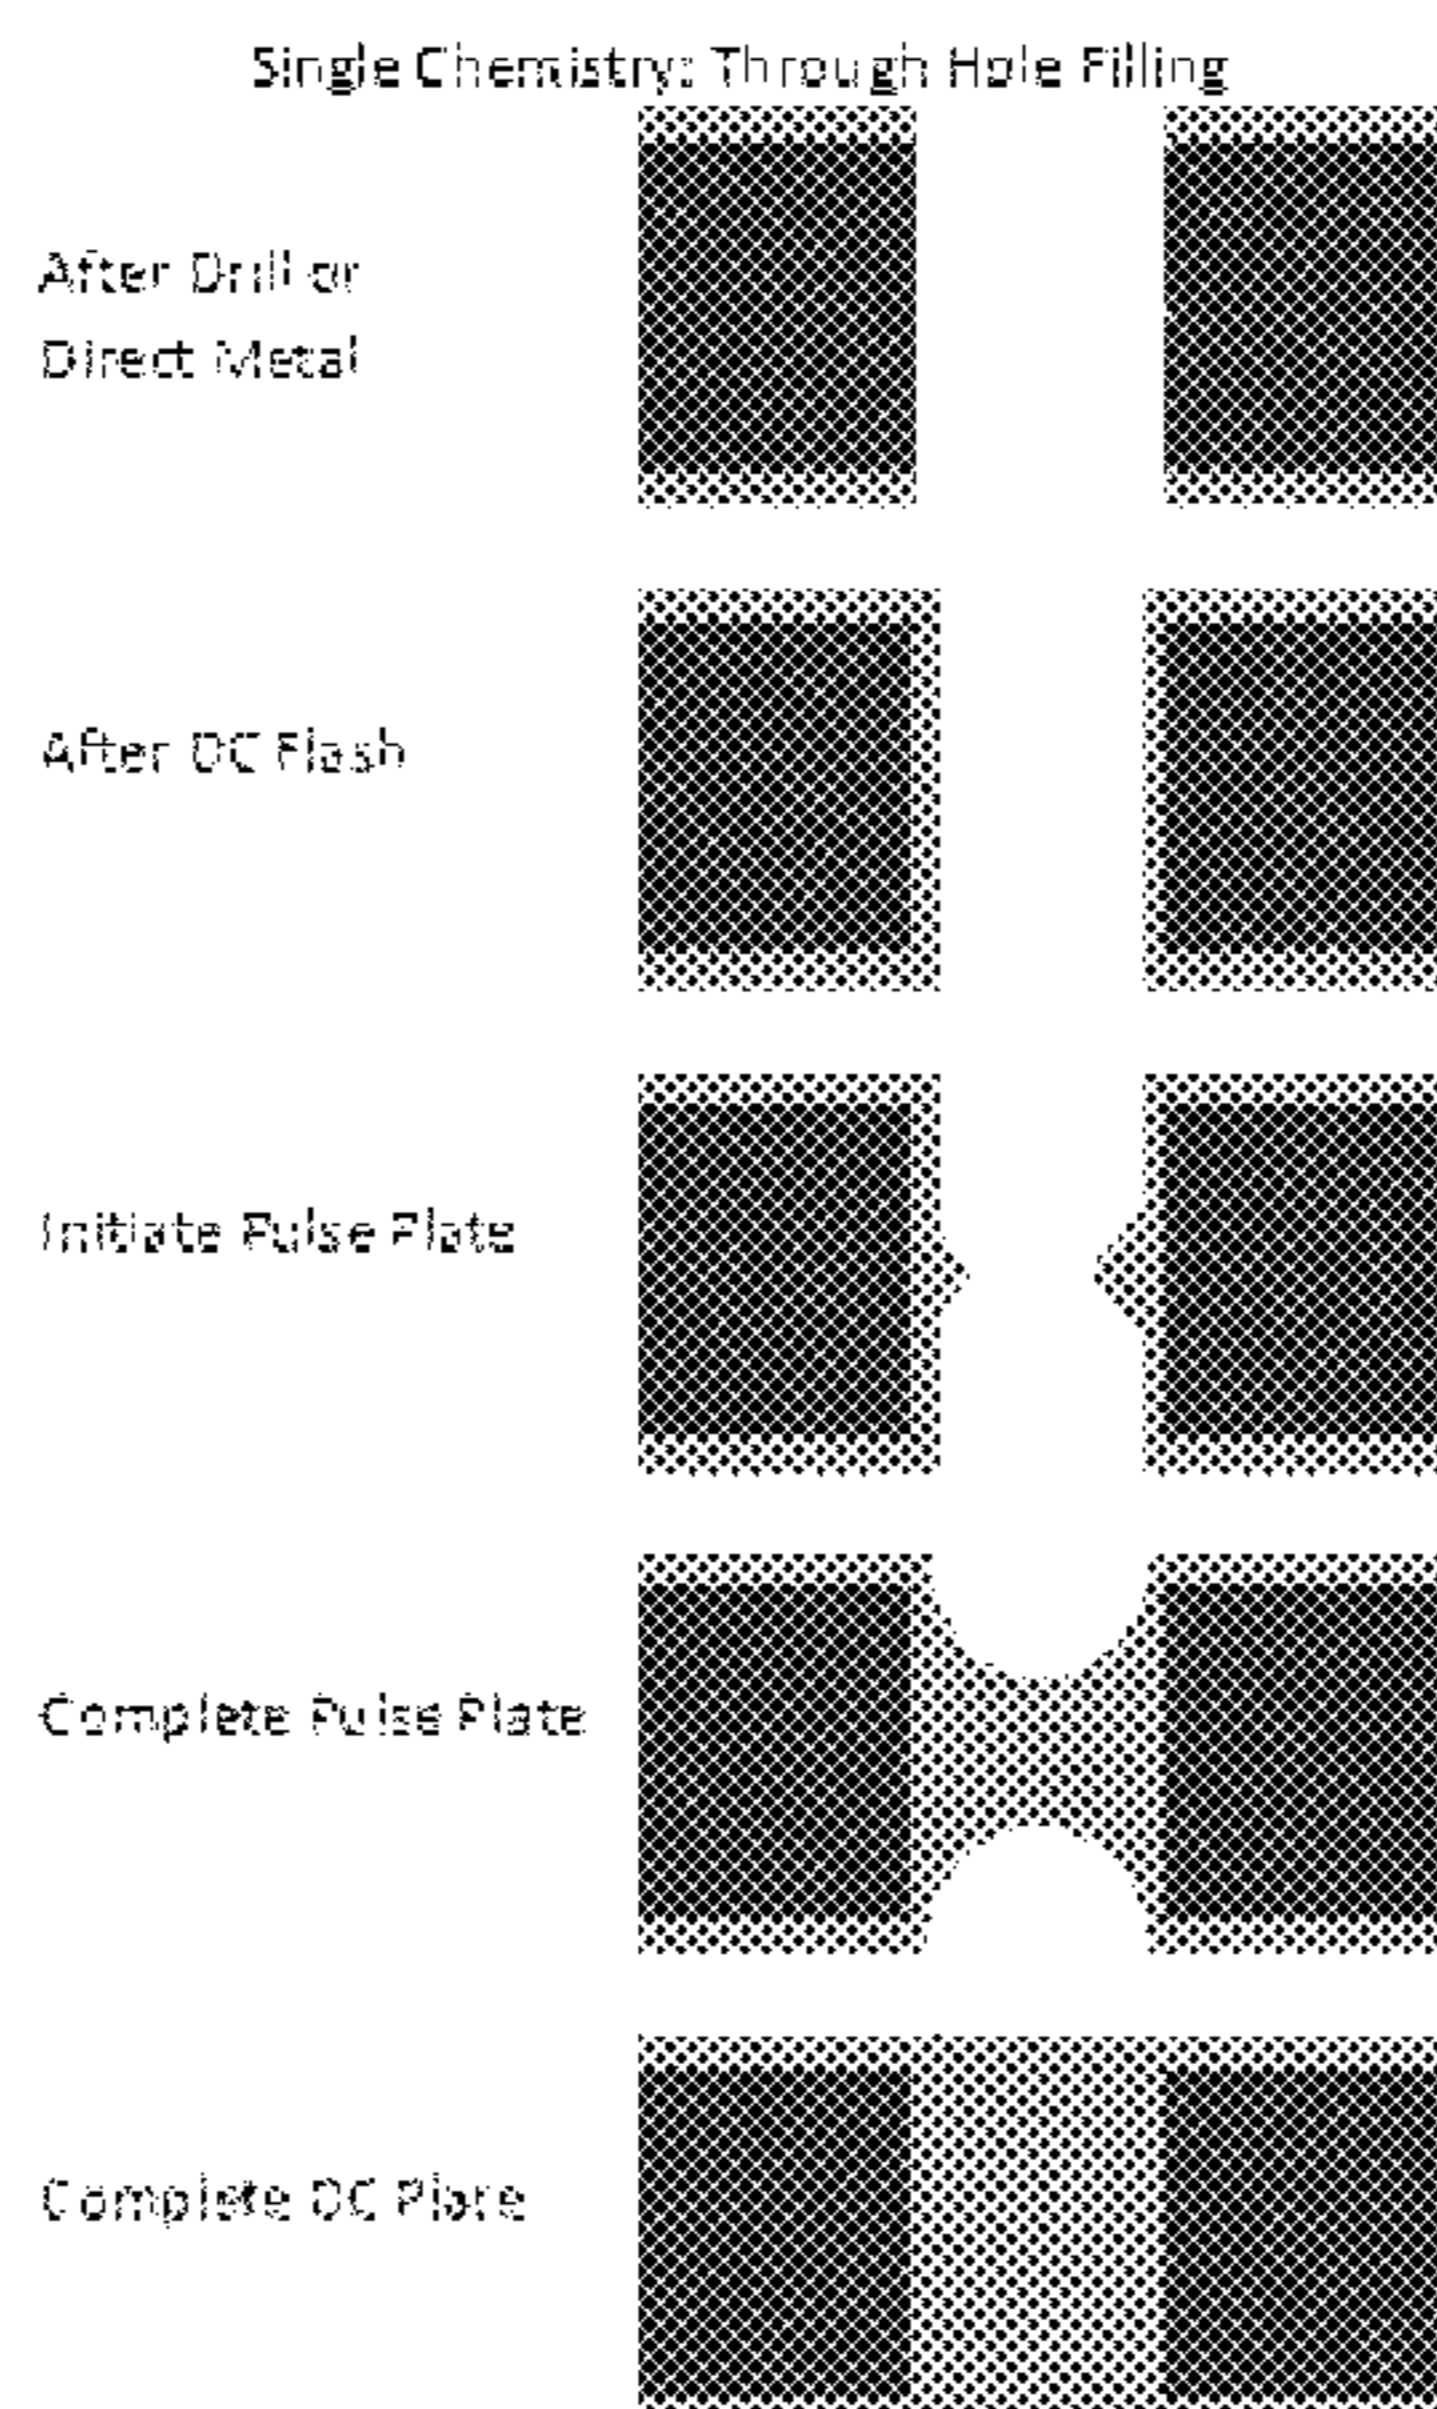 Single Chemistry: Through Hole Filling
After Drill or
Direct Metal
After DC Flash
Initiate Pulse Plate
Complete Pulse Plate
Complete DC Plate